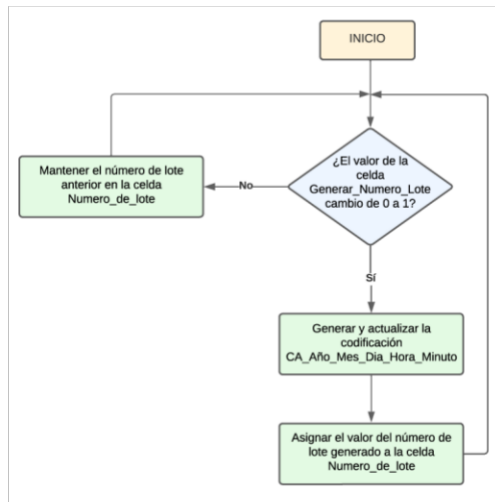 INICIO
¿El valor de la
celda
Generar_Numero_Lote
cambio de 0 a 1?
No
Mantener el número de lote
anterior en la celda
Numero_de_lote
Sí
Generar y actualizar la
codificación
CA_Año_Mes_Dia_Hora_Minuto
Asignar el valor del número de
lote generado a la celda
Numero_de_lote